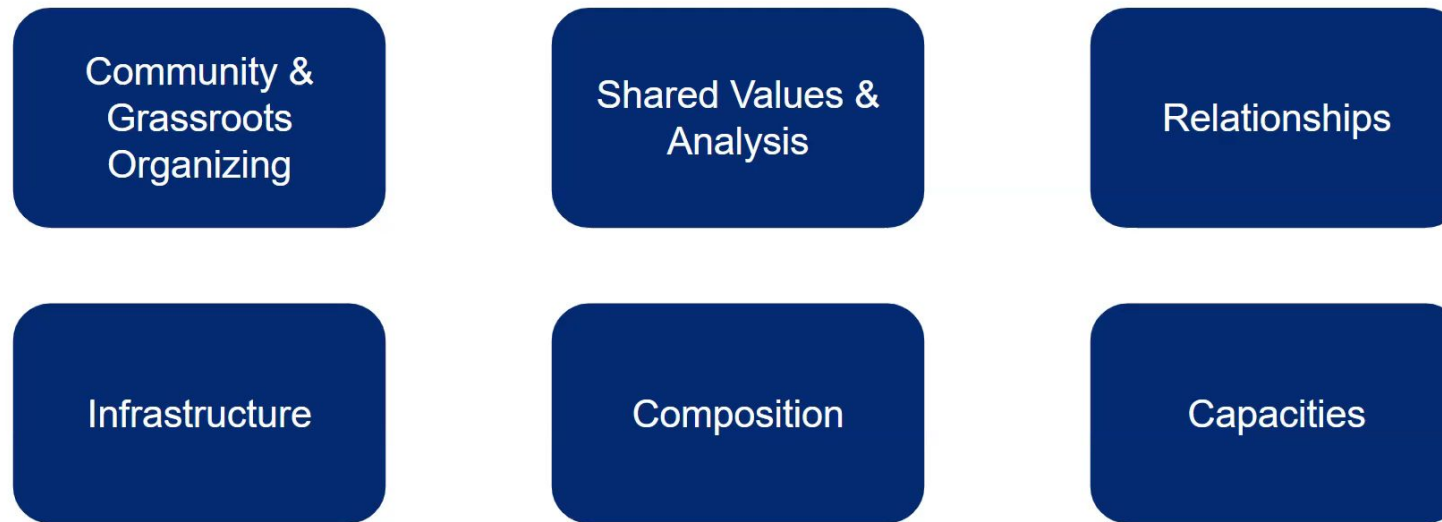 Community &
Grassroots
Organizing
Shared Values &
Analysis
Relationships
Infrastructure
Composition
Capacities